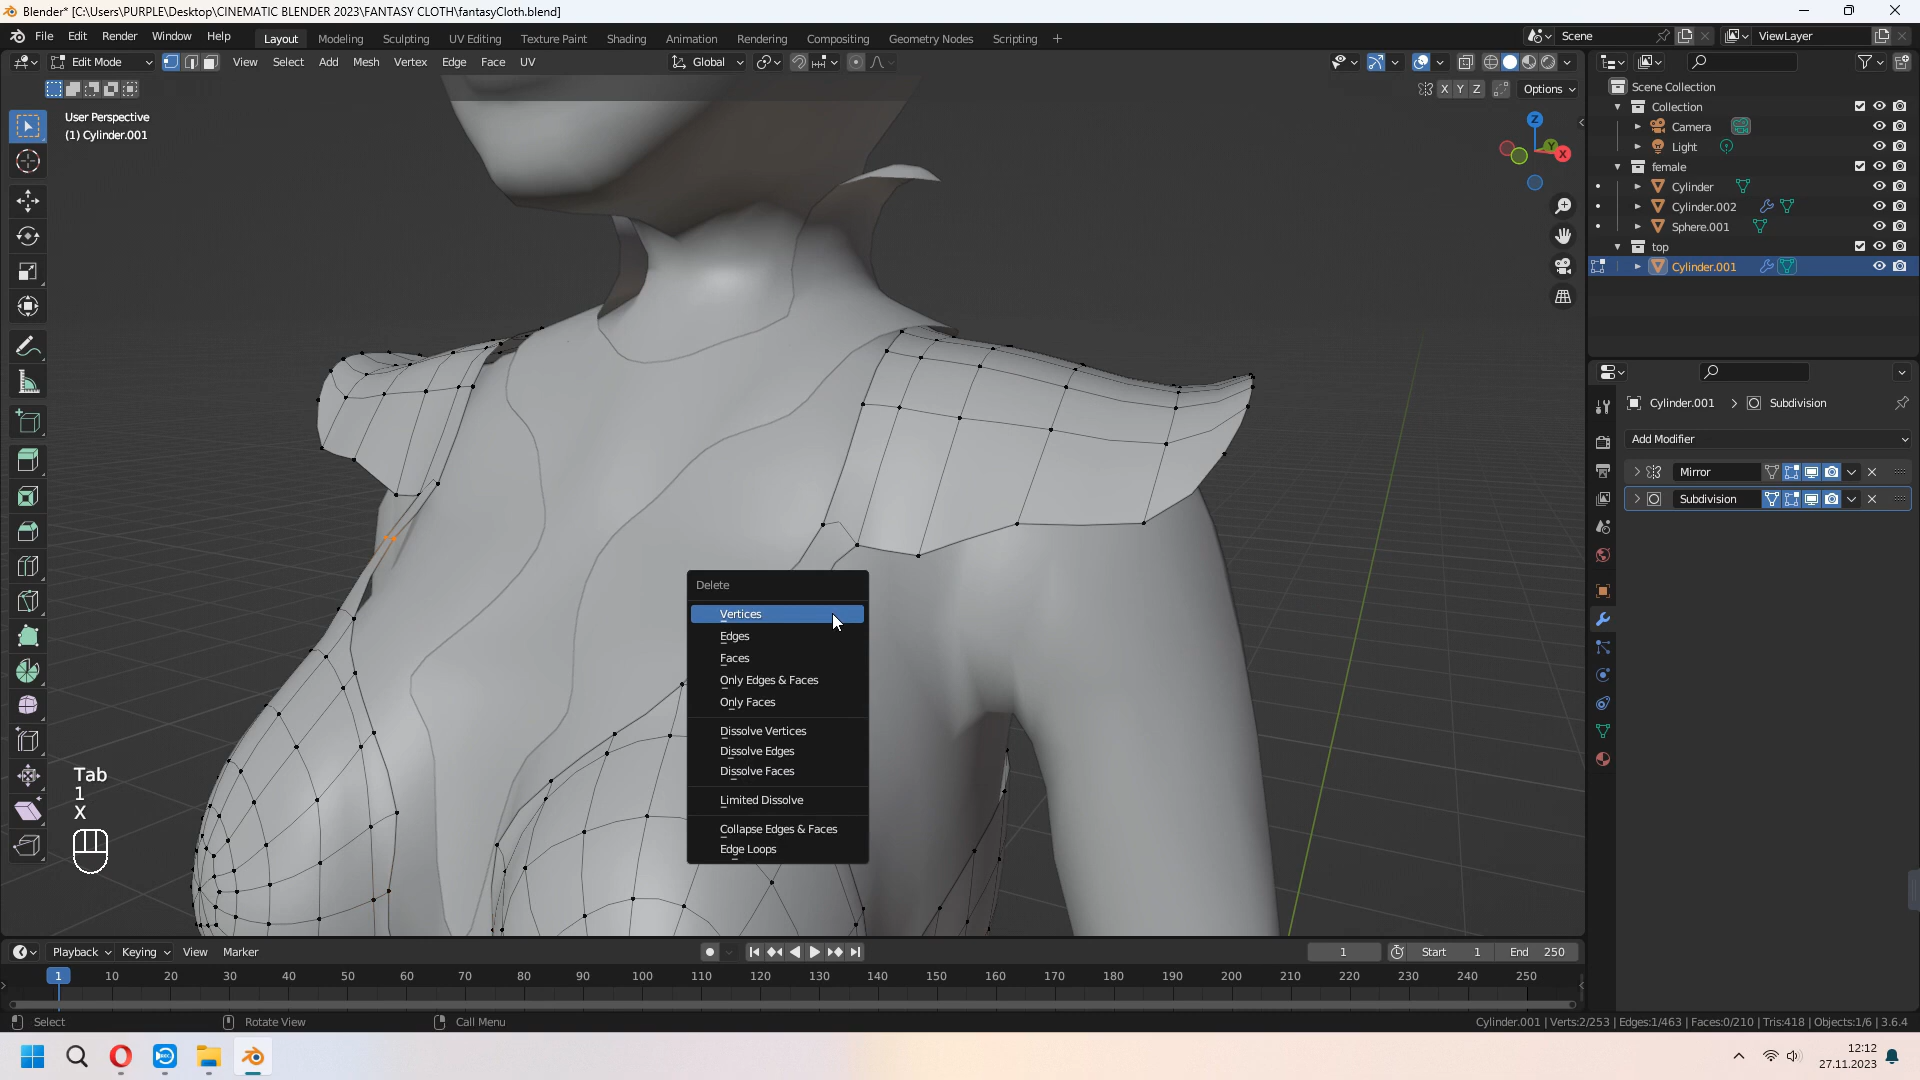 Blender* [C:\Users\PURPLE\Desktop\CINEMATIC BLENDER 2023\FANTASY CLOTH\fantasyCloth.blend]
File Edit Render Window Help
Layout Modeling Sculpting UV Editing Texture Paint Shading Animation Rendering Compositing Geometry Nodes Scripting +
Scene
ViewLayer
Edit Mode View Select Add Mesh Vertex Edge Face UV
Global
X Y Z Options
User Perspective
(1) Cylinder.001
Z
Y
X
Scene Collection
Collection
Camera
Light
female
Cylinder
Cylinder.002
Sphere.001
top
Cylinder.001
Cylinder.001 > Subdivision
Add Modifier
Mirror
Subdivision
Delete
Vertices
Edges
Faces
Only Edges & Faces
Only Faces
Dissolve Vertices
Dissolve Edges
Dissolve Faces
Limited Dissolve
Collapse Edges & Faces
Edge Loops
Tab
1
X
Playback Keying View Marker
1 Start 1 End 250
1 10 20 30 40 50 60 70 80 90 100 110 120 130 140 150 160 170 180 190 200 210 220 230 240 250
Select Rotate View Call Menu
Cylinder.001 | Verts:2/253 | Edges:1/463 | Faces:0/210 | Tris:418 | Objects:1/6 | 3.6.4
12:12
27.11.2023